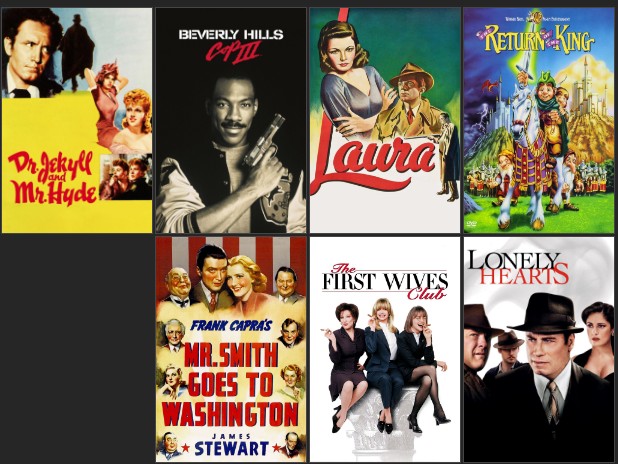 Dr. Jekyll
and
Mr. Hyde
BEVERLY HILLS
COP III
Laura
THE
RETURN OF THE
KING
FRANK CAPRA'S
MR. SMITH
GOES TO
WASHINGTON
JAMES
STEWART
The
FIRST WIVES
Club
LONELY
HEARTS